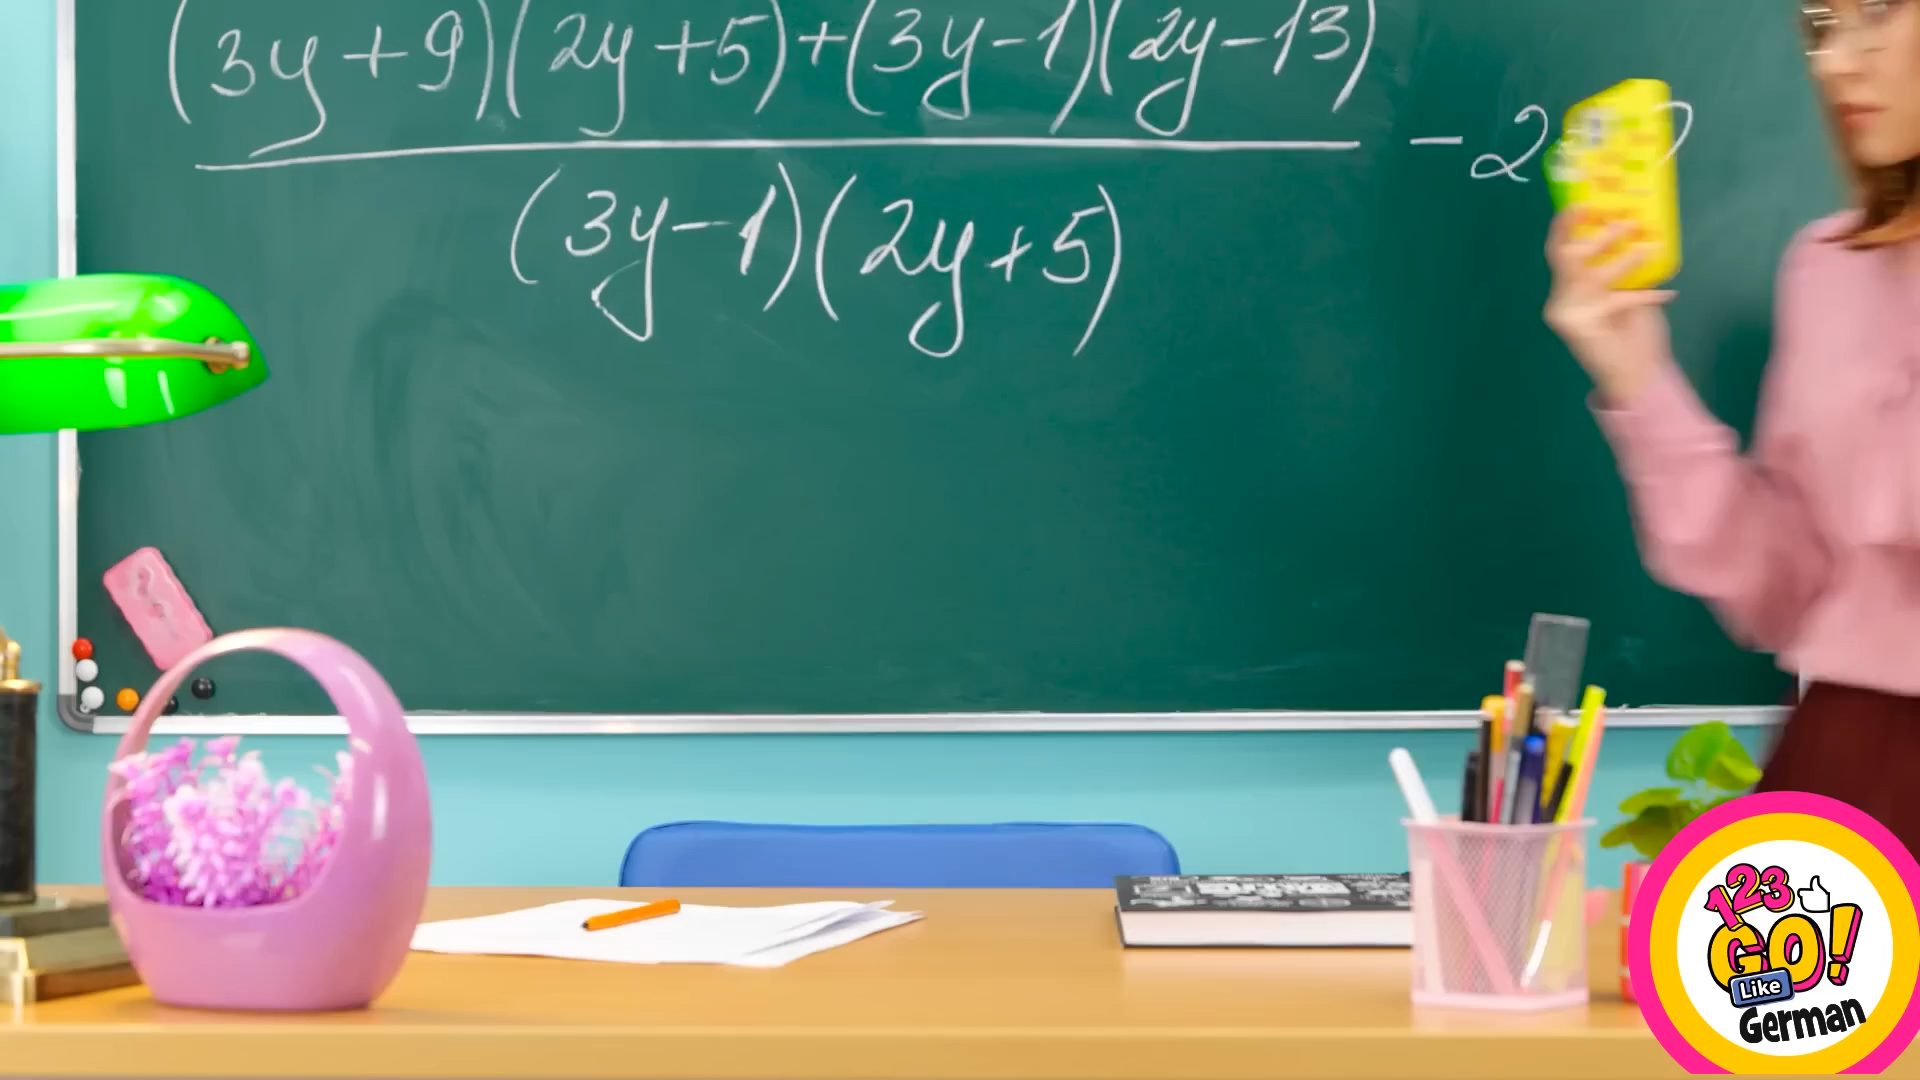 (3y+9)(2y+5)+(3y-1)(2y-13)
- 2
(3y-1)(2y+5)
123
GO!
Like
German